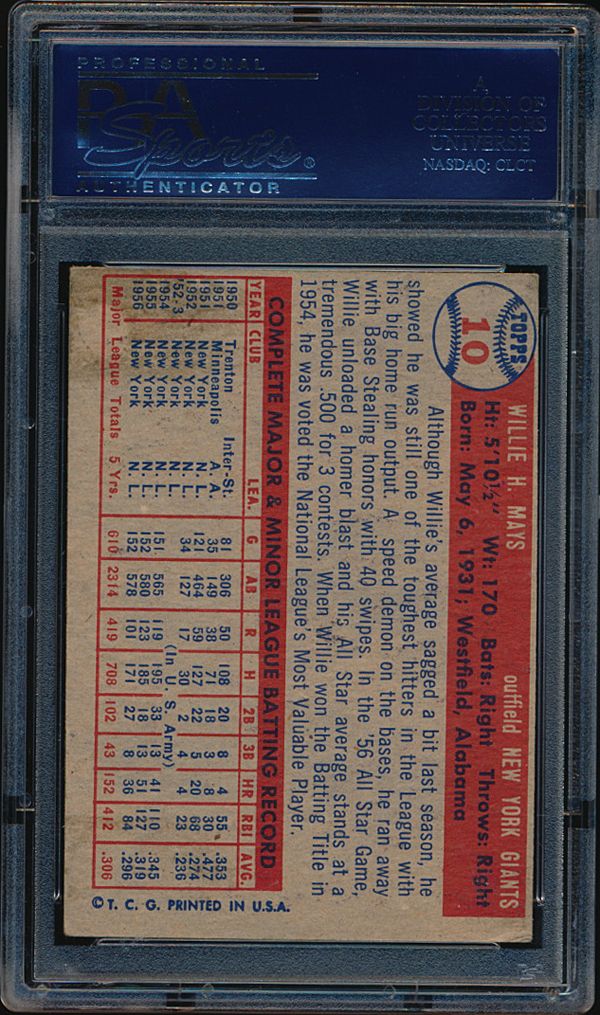 PROFESSIONAL
PSA
Sports®
AUTHENTICATOR
A
DIVISION OF
COLLECTORS
UNIVERSE
NASDAQ: CLCT
TOPPS
10
WILLIE H. MAYS outfield NEW YORK GIANTS
Ht: 5'10½" Wt: 170 Bats: Right Throws: Right
Born: May 6, 1931; Westfield, Alabama
Although Willie's average sagged a bit last season, he
showed he was still one of the toughest hitters in the League with
his big home run output. A speed demon on the bases, he ran away
with Base Stealing honors with 40 swipes. In the '56 All Star Game,
Willie unloaded a homer blast and his All Star average stands at a
tremendous .500 for 3 contests. When Willie won the Batting Title in
1954, he was voted the National League's Most Valuable Player.
COMPLETE MAJOR & MINOR LEAGUE BATTING RECORD
YEAR CLUB LEA. G AB R H 2B 3B HR RBI AVG.
1950 Trenton Inter-St. 81 306 50 108 20 8 4 55 .353
1951 Minneapolis A. A. 35 149 38 71 18 3 8 30 .477
1951 New York N. L. 121 464 59 127 22 5 20 68 .274
1952 New York N. L. 34 127 17 30 2 4 4 23 .236
'52-3 New York N. L. (In U. S. Army)
1954 New York N. L. 151 565 119 195 33 13 41 110 .345
1955 New York N. L. 152 580 123 185 18 13 51 127 .319
1956 New York N. L. 152 578 101 171 27 8 36 84 .296
Major League Totals 5 Yrs. 610 2314 419 708 102 43 152 412 .306
© T. C. G. PRINTED IN U.S.A.